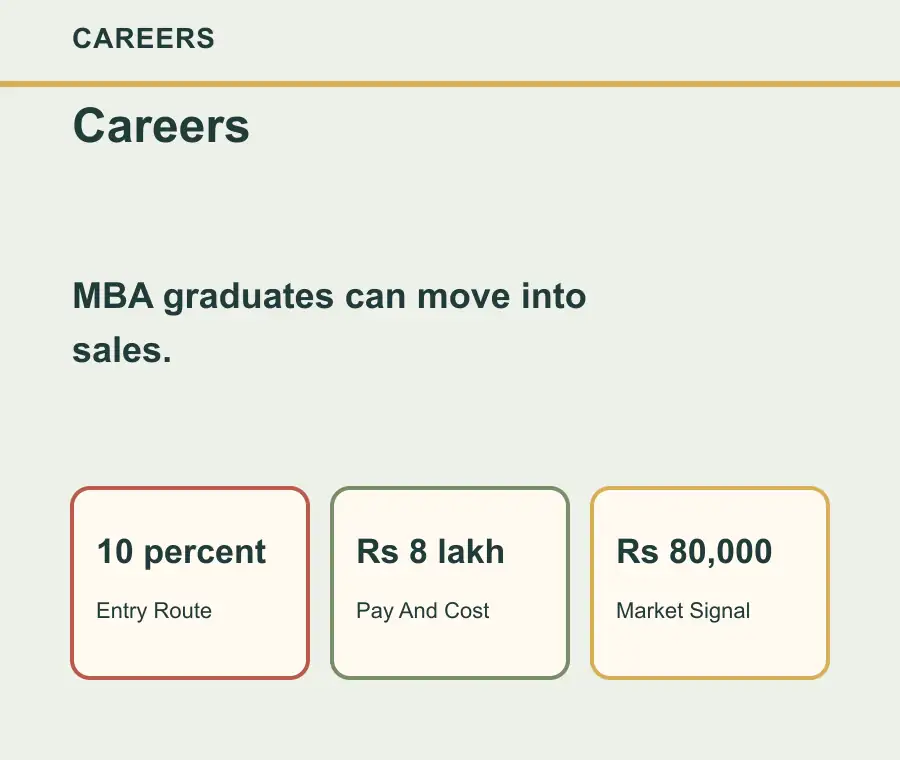 CAREERS
Careers
MBA graduates can move into
sales.
10 percent
Entry Route
Rs 8 lakh
Pay And Cost
Rs 80,000
Market Signal